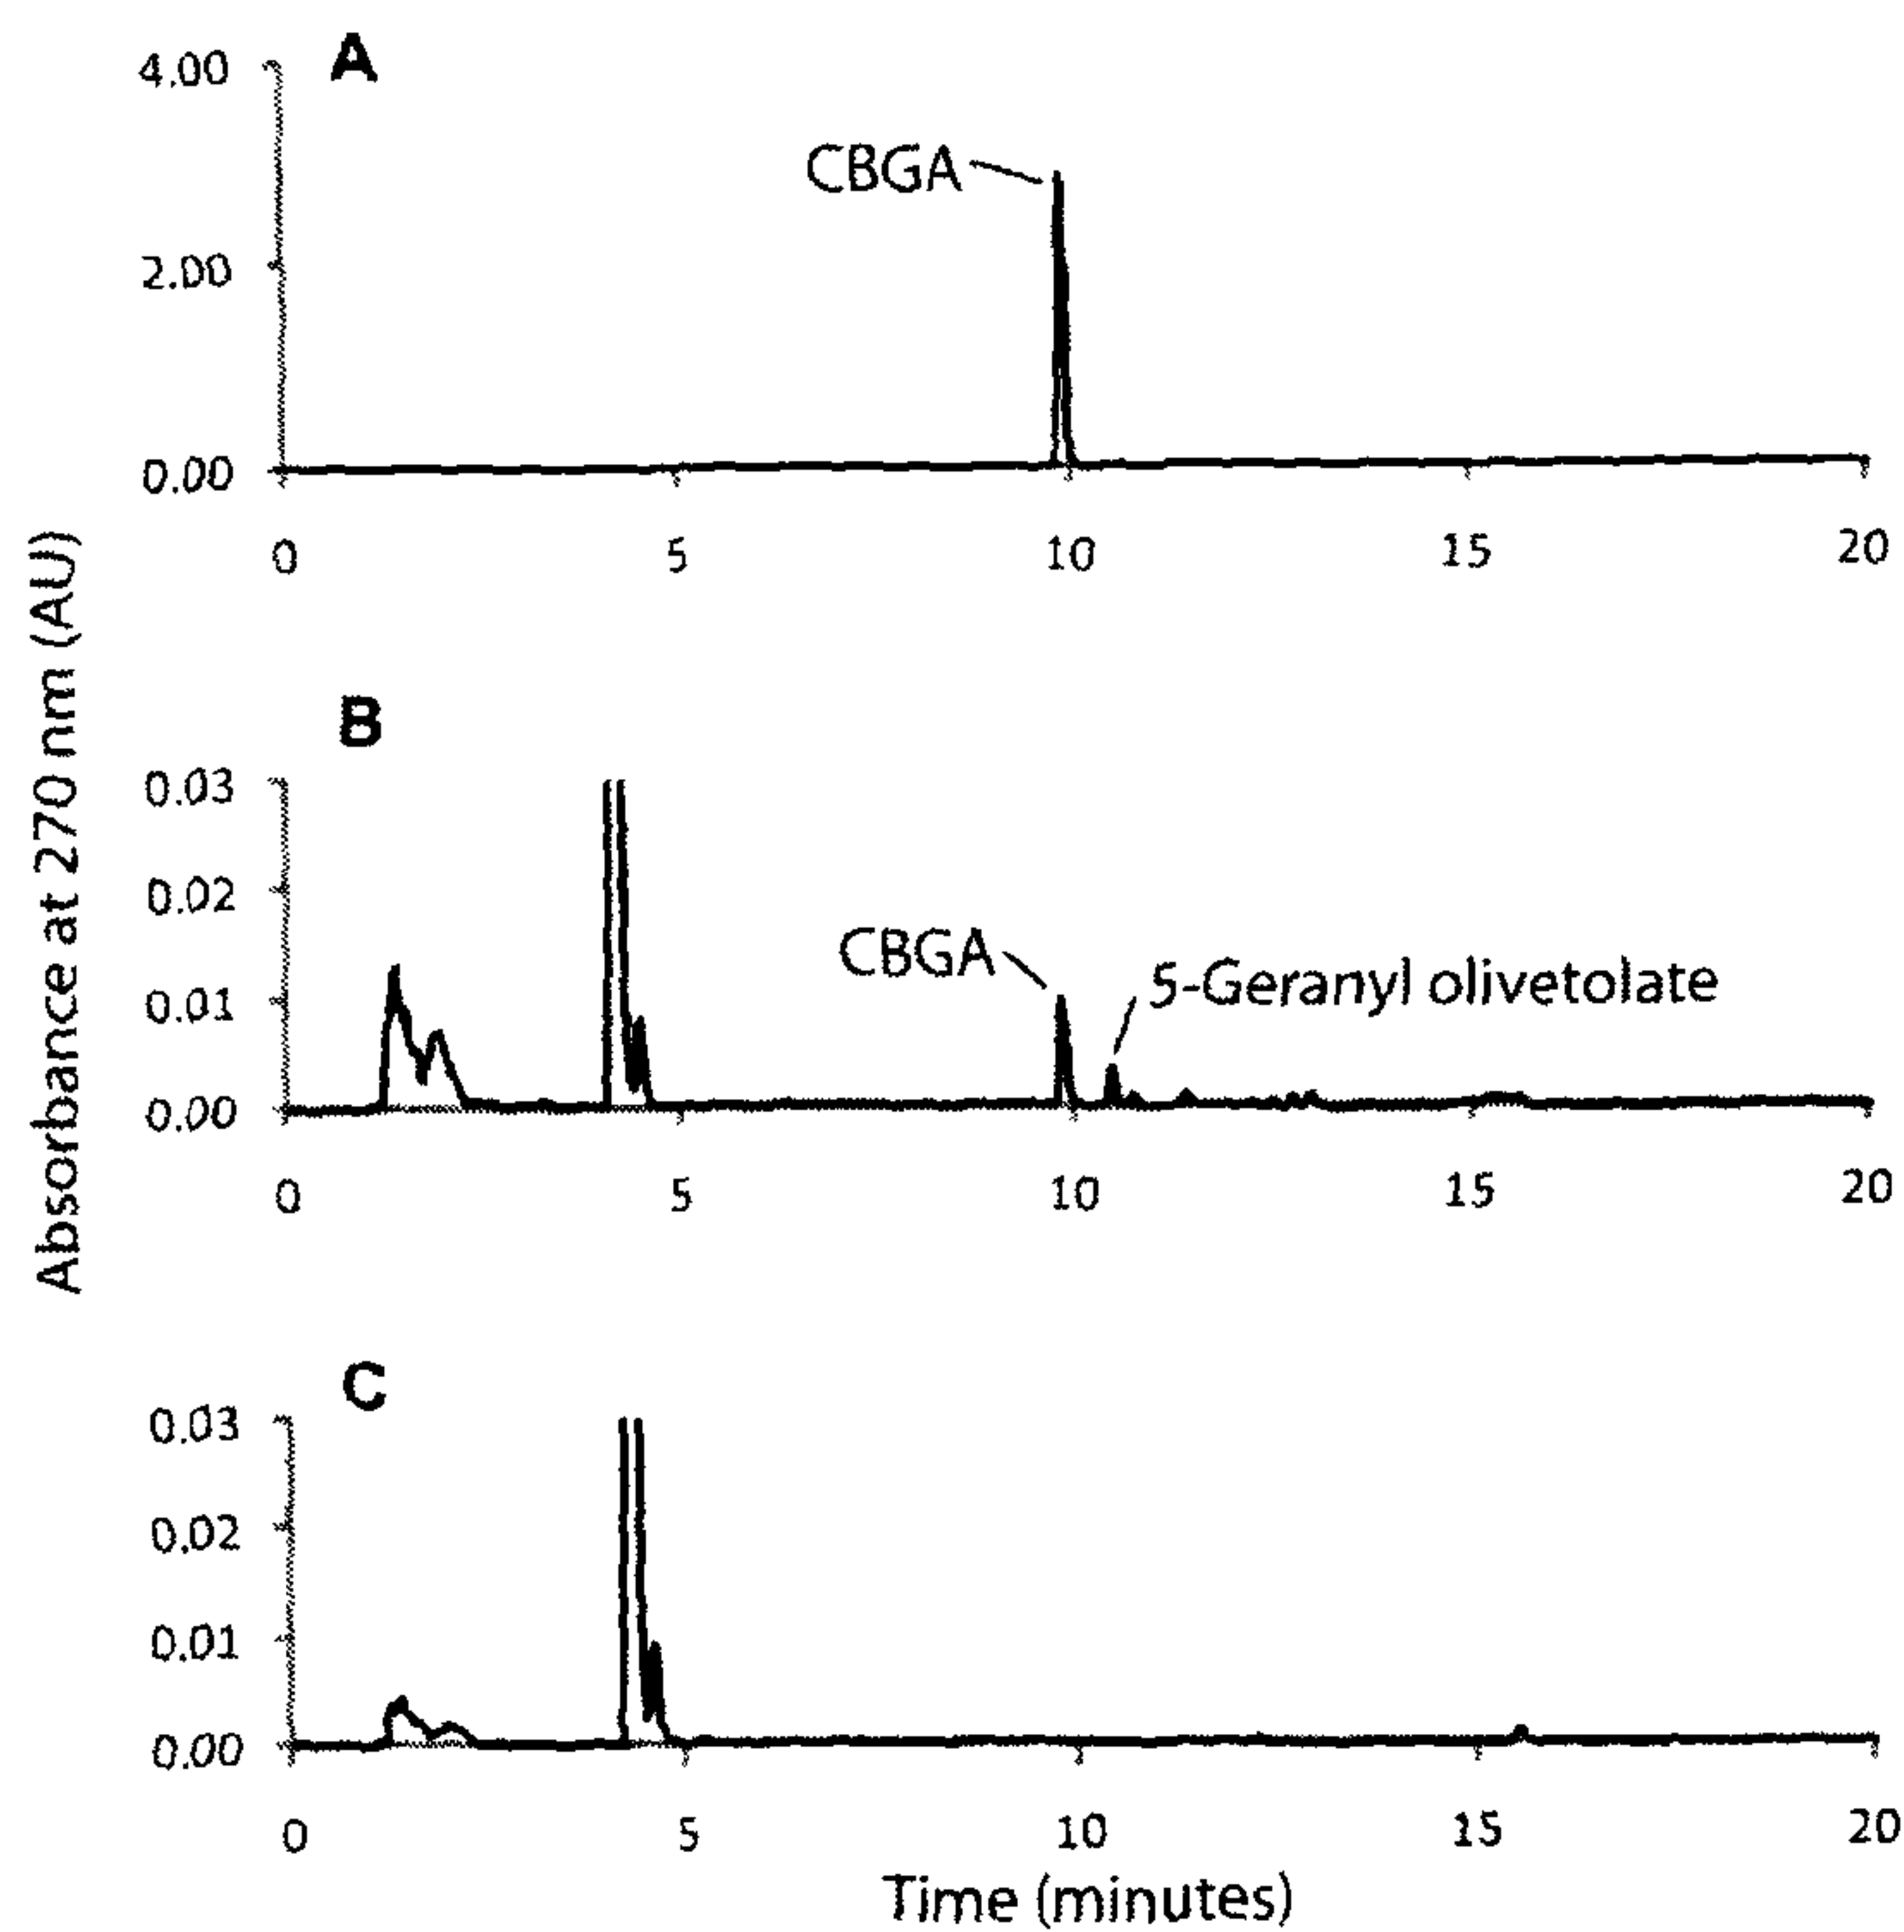 A
4.00
CBGA
2.00
0.00
0 5 10 15 20
Absorbance at 270 nm (AU)
B
0.03
0.02
CBGA
5-Geranyl olivetolate
0.01
0.00
0 5 10 15 20
C
0.03
0.02
0.01
0.00
0 5 10 15 20
Time (minutes)